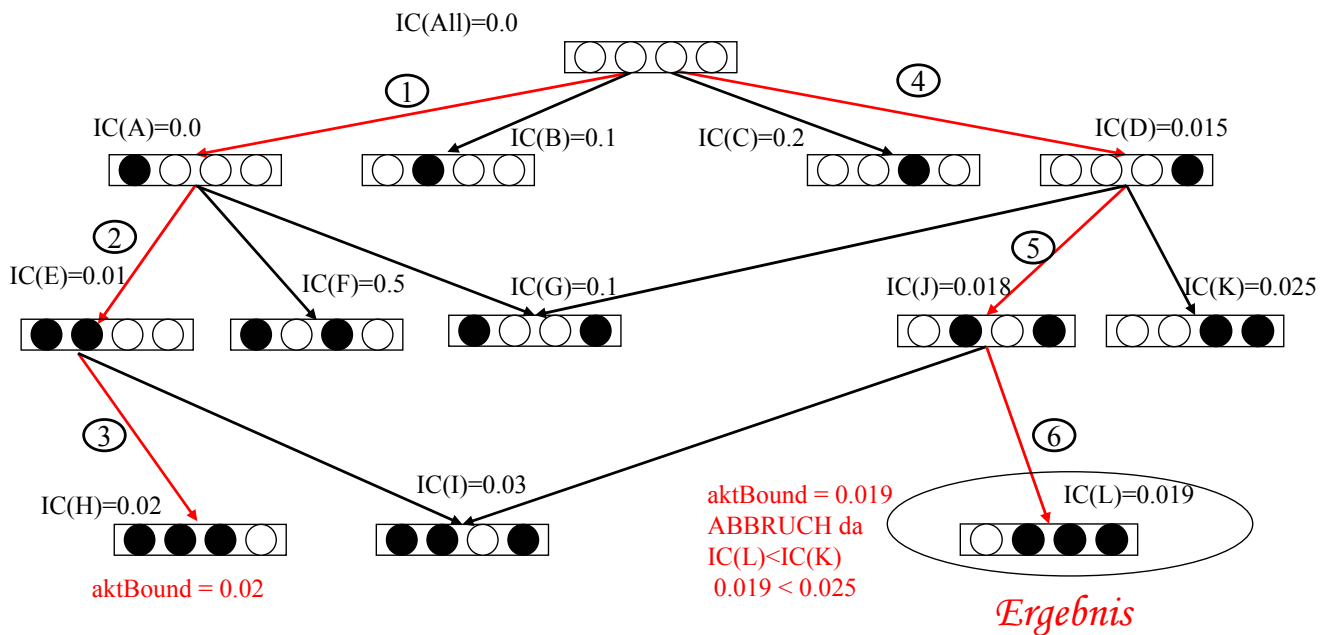 IC(All)=0.0
1
4
IC(A)=0.0
IC(B)=0.1
IC(C)=0.2
IC(D)=0.015
2
5
IC(E)=0.01
IC(F)=0.5
IC(G)=0.1
IC(J)=0.018
IC(K)=0.025
3
6
IC(H)=0.02
IC(I)=0.03
IC(L)=0.019
aktBound = 0.019
ABBRUCH da
IC(L)<IC(K)
0.019 < 0.025
aktBound = 0.02
Ergebnis